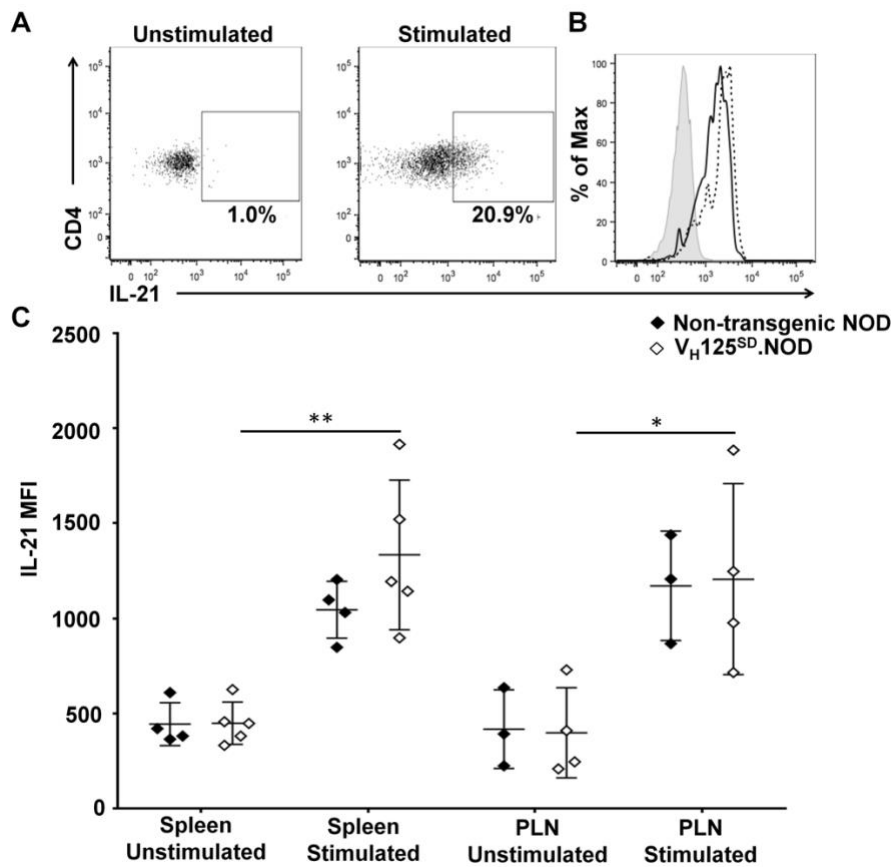 A
Unstimulated
Stimulated
B
CD4
10⁵
10⁴
10³
10²
0
1.0%
0 10² 10³ 10⁴ 10⁵
10⁵
10⁴
10³
10²
0
20.9%
0 10² 10³ 10⁴ 10⁵
% of Max
100
80
60
40
20
0
0 10² 10³ 10⁴ 10⁵
IL-21
C
Non-transgenic NOD
V_H125^SD.NOD
IL-21 MFI
2500
2000
1500
1000
500
0
**
*
Spleen Unstimulated
Spleen Stimulated
PLN Unstimulated
PLN Stimulated